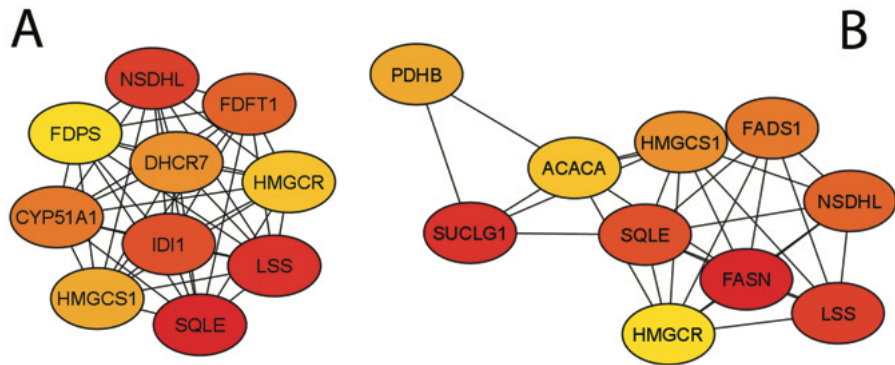 A
NSDHL
FDFT1
FDPS
DHCR7
HMGCR
CYP51A1
IDI1
LSS
HMGCS1
SQLE
B
PDHB
HMGCS1
FADS1
ACACA
NSDHL
SUCLG1
SQLE
FASN
LSS
HMGCR